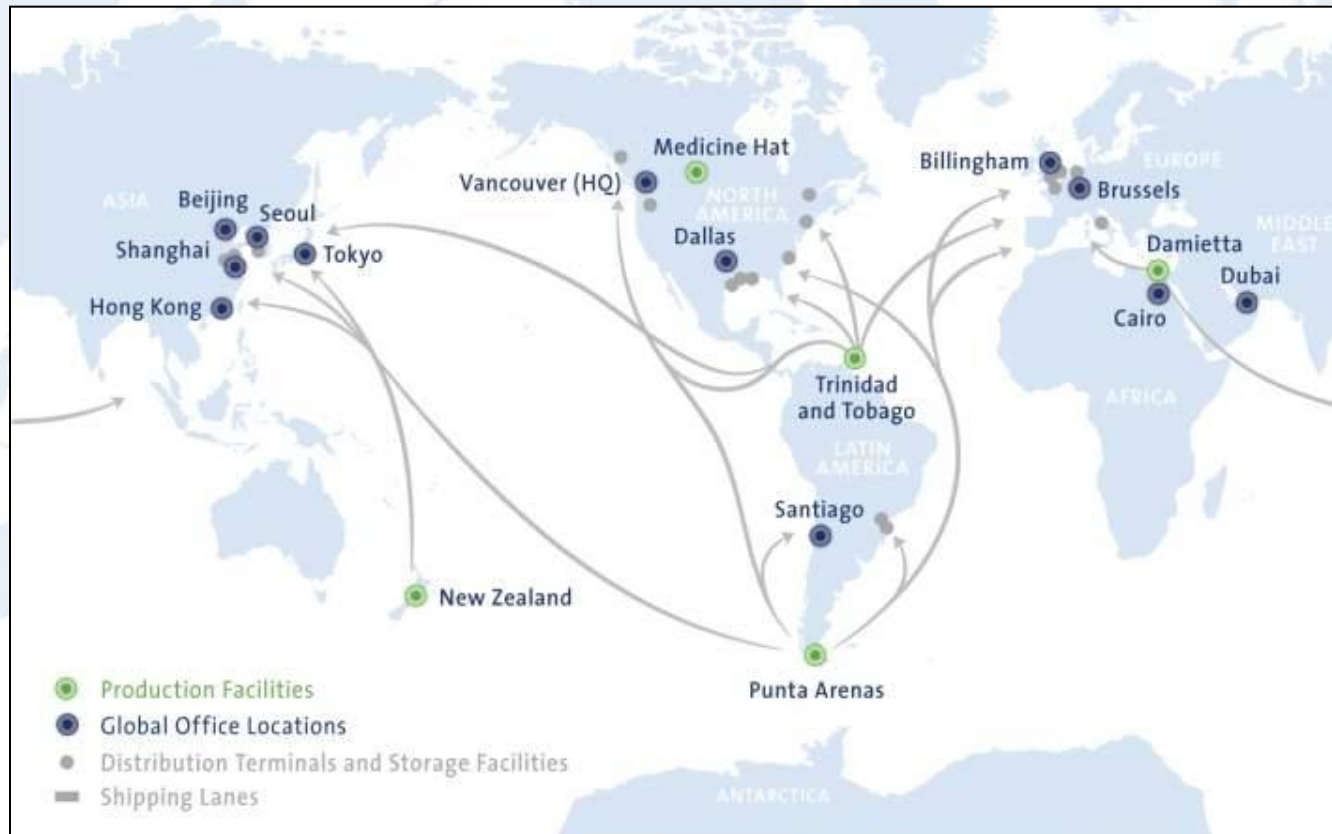 Medicine Hat
Billingham
EUROPE
Vancouver (HQ)
NORTH
AMERICA
Brussels
ASIA
Beijing
Seoul
Shanghai
Tokyo
Dallas
MIDDLE
EAST
Damietta
Dubai
Hong Kong
Cairo
Trinidad
and Tobago
AFRICA
LATIN
AMERICA
Santiago
New Zealand
Punta Arenas
Production Facilities
Global Office Locations
Distribution Terminals and Storage Facilities
Shipping Lanes
ANTARCTICA